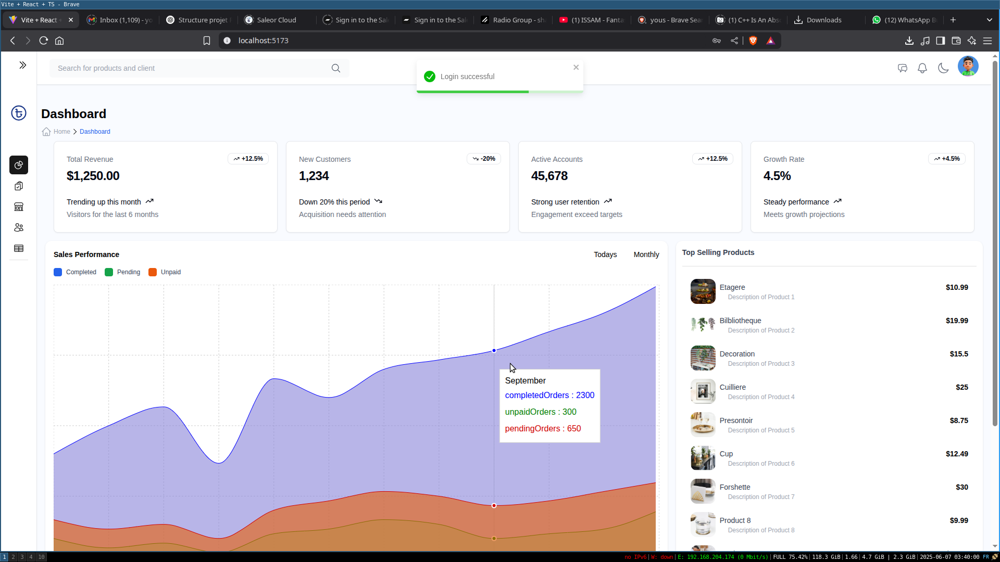 Vite + React + TS - Brave
Vite + React
Inbox (1,109) - yo
Structure projet
Saleor Cloud
Sign in to the Sal
Sign in to the Sal
Radio Group - sh
(1) ISSAM - Fanta
yous - Brave Sear
(1) C++ Is An Abs
Downloads
(12) WhatsApp B
localhost:5173
Search for products and client
Login successful
Dashboard
Home
Dashboard
Total Revenue
+12.5%
$1,250.00
Trending up this month
Visitors for the last 6 months
New Customers
-20%
1,234
Down 20% this period
Acquisition needs attention
Active Accounts
+12.5%
45,678
Strong user retention
Engagement exceed targets
Growth Rate
+4.5%
4.5%
Steady performance
Meets growth projections
Sales Performance
Todays
Monthly
Completed
Pending
Unpaid
September
completedOrders : 2300
unpaidOrders : 300
pendingOrders : 650
Top Selling Products
Etagere
$10.99
Description of Product 1
Bilbliotheque
$19.99
Description of Product 2
Decoration
$15.5
Description of Product 3
Cuilliere
$25
Description of Product 4
Presontoir
$8.75
Description of Product 5
Cup
$12.49
Description of Product 6
Forshette
$30
Description of Product 7
Product 8
$9.99
Description of Product 8
1 2 3 4 10
no IPv6|W: down|E: 192.168.204.174 (0 Mbit/s)|FULL 75.42%|118.3 GiB|1.66|4.7 GiB | 2.3 GiB|2025-06-07 03:40:00 FR